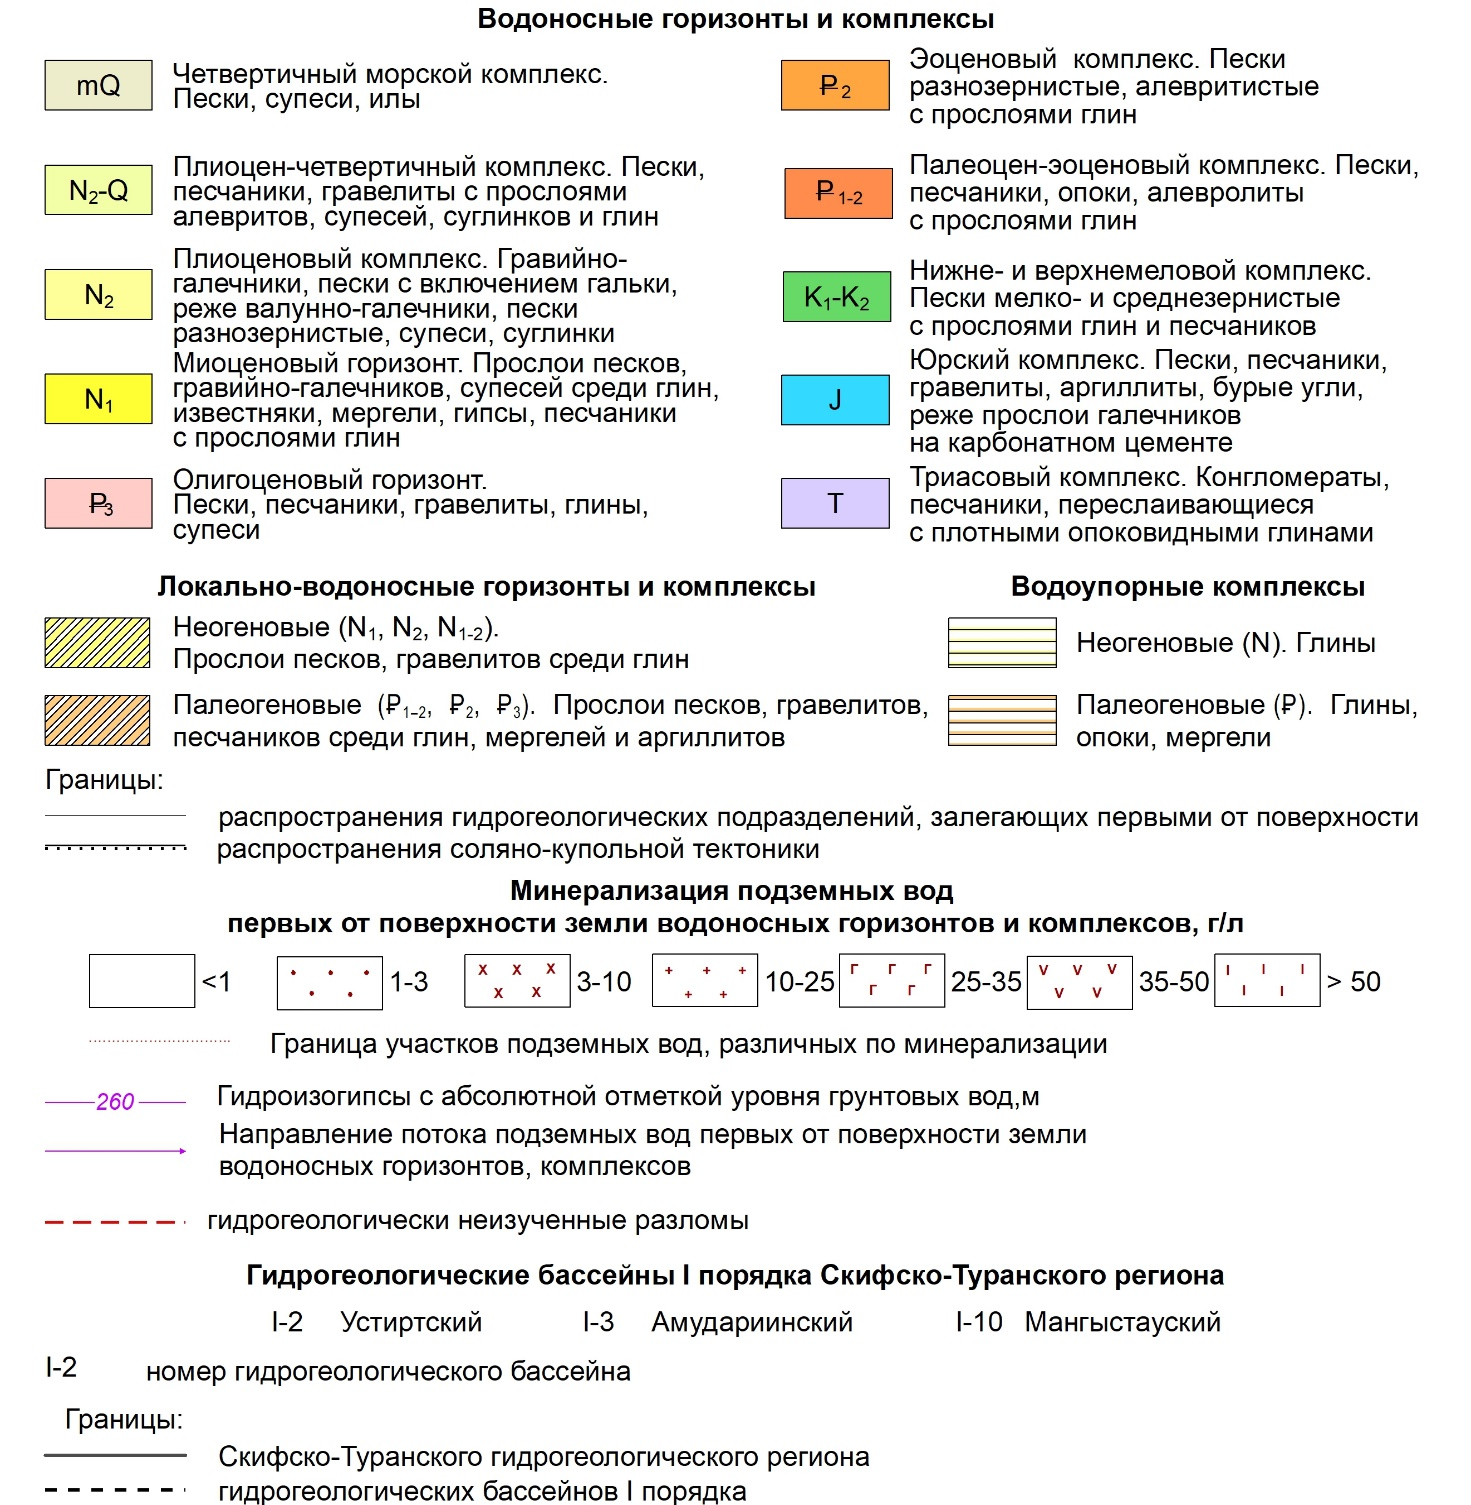 Водоносные горизонты и комплексы
mQ
Четвертичный морской комплекс.
Пески, супеси, илы
N2-Q
Плиоцен-четвертичный комплекс. Пески,
песчаники, гравелиты с прослоями
алевритов, супесей, суглинков и глин
N2
Плиоценовый комплекс. Гравийно-
галечники, пески с включением гальки,
реже валунно-галечники, пески
разнозернистые, супеси, суглинки
N1
Миоценовый горизонт. Прослои песков,
гравийно-галечников, супесей среди глин,
известняки, мергели, гипсы, песчаники
с прослоями глин
₽3
Олигоценовый горизонт.
Пески, песчаники, гравелиты, глины,
супеси
₽2
Эоценовый комплекс. Пески
разнозернистые, алевритистые
с прослоями глин
₽1-2
Палеоцен-эоценовый комплекс. Пески,
песчаники, опоки, алевролиты
с прослоями глин
K1-K2
Нижне- и верхнемеловой комплекс.
Пески мелко- и среднезернистые
с прослоями глин и песчаников
J
Юрский комплекс. Пески, песчаники,
гравелиты, аргиллиты, бурые угли,
реже прослои галечников
на карбонатном цементе
T
Триасовый комплекс. Конгломераты,
песчаники, переслаивающиеся
с плотными опоковидными глинами
Локально-водоносные горизонты и комплексы
Неогеновые (N1, N2, N1-2).
Прослои песков, гравелитов среди глин
Палеогеновые (₽1-2, ₽2, ₽3). Прослои песков, гравелитов,
песчаников среди глин, мергелей и аргиллитов
Водоупорные комплексы
Неогеновые (N). Глины
Палеогеновые (₽). Глины,
опоки, мергели
Границы:
распространения гидрогеологических подразделений, залегающих первыми от поверхности
распространения соляно-купольной тектоники
Минерализация подземных вод
первых от поверхности земли водоносных горизонтов и комплексов, г/л
<1 1-3 3-10 10-25 25-35 35-50 > 50
Граница участков подземных вод, различных по минерализации
260 Гидроизогипсы с абсолютной отметкой уровня грунтовых вод,м
Направление потока подземных вод первых от поверхности земли
водоносных горизонтов, комплексов
гидрогеологически неизученные разломы
Гидрогеологические бассейны I порядка Скифско-Туранского региона
I-2 Устиртский I-3 Амудариинский I-10 Мангыстауский
I-2 номер гидрогеологического бассейна
Границы:
Скифско-Туранского гидрогеологического региона
гидрогеологических бассейнов I порядка